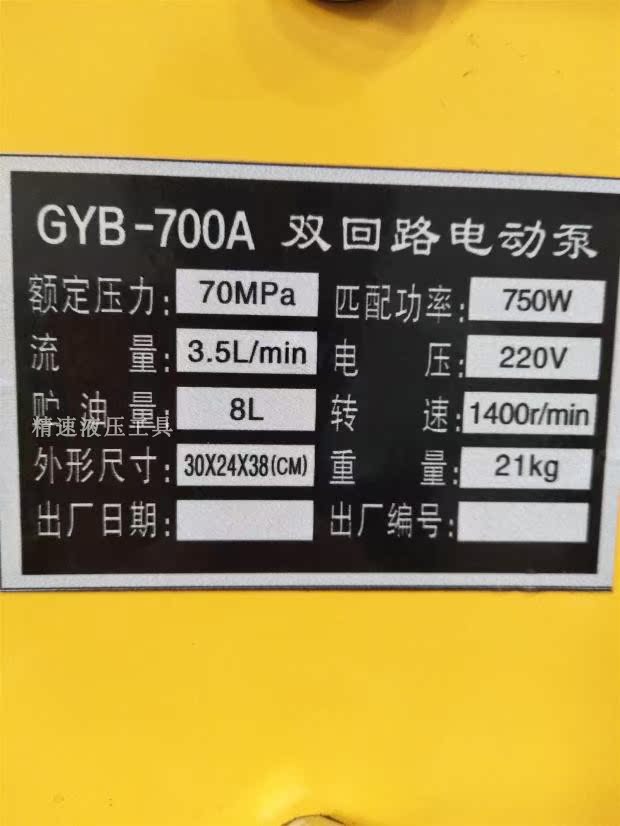 GYB-700A 双回路电动泵
额定压力: 70MPa 匹配功率: 750W
流 量: 3.5L/min 电 压: 220V
贮油量: 8L 转 速: 1400r/min
精速液压工具
外形尺寸: 30X24X38(CM) 重 量: 21kg
出厂日期: 出厂编号: